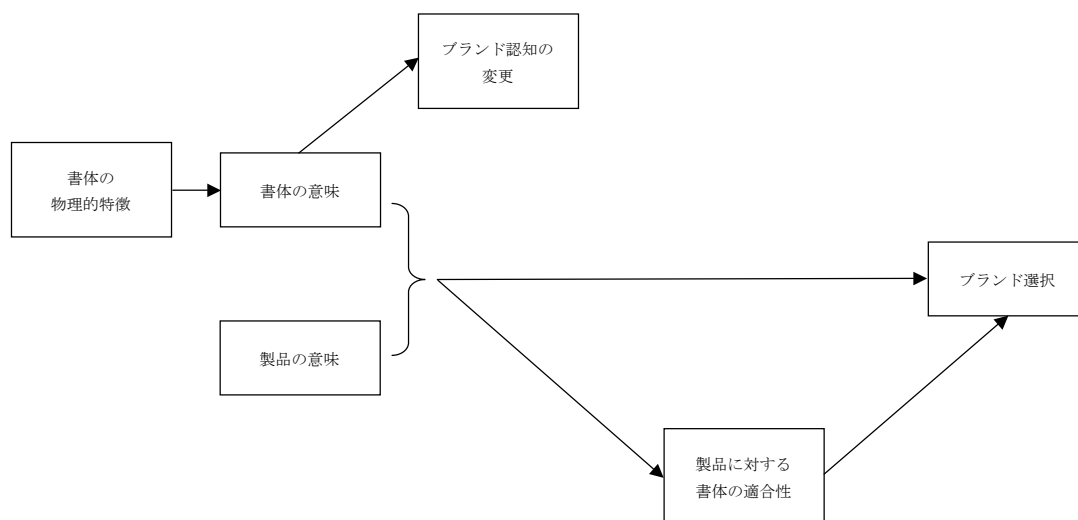 ブランド認知の
変更
書体の
物理的特徴
書体の意味
ブランド選択
製品の意味
製品に対する
書体の適合性